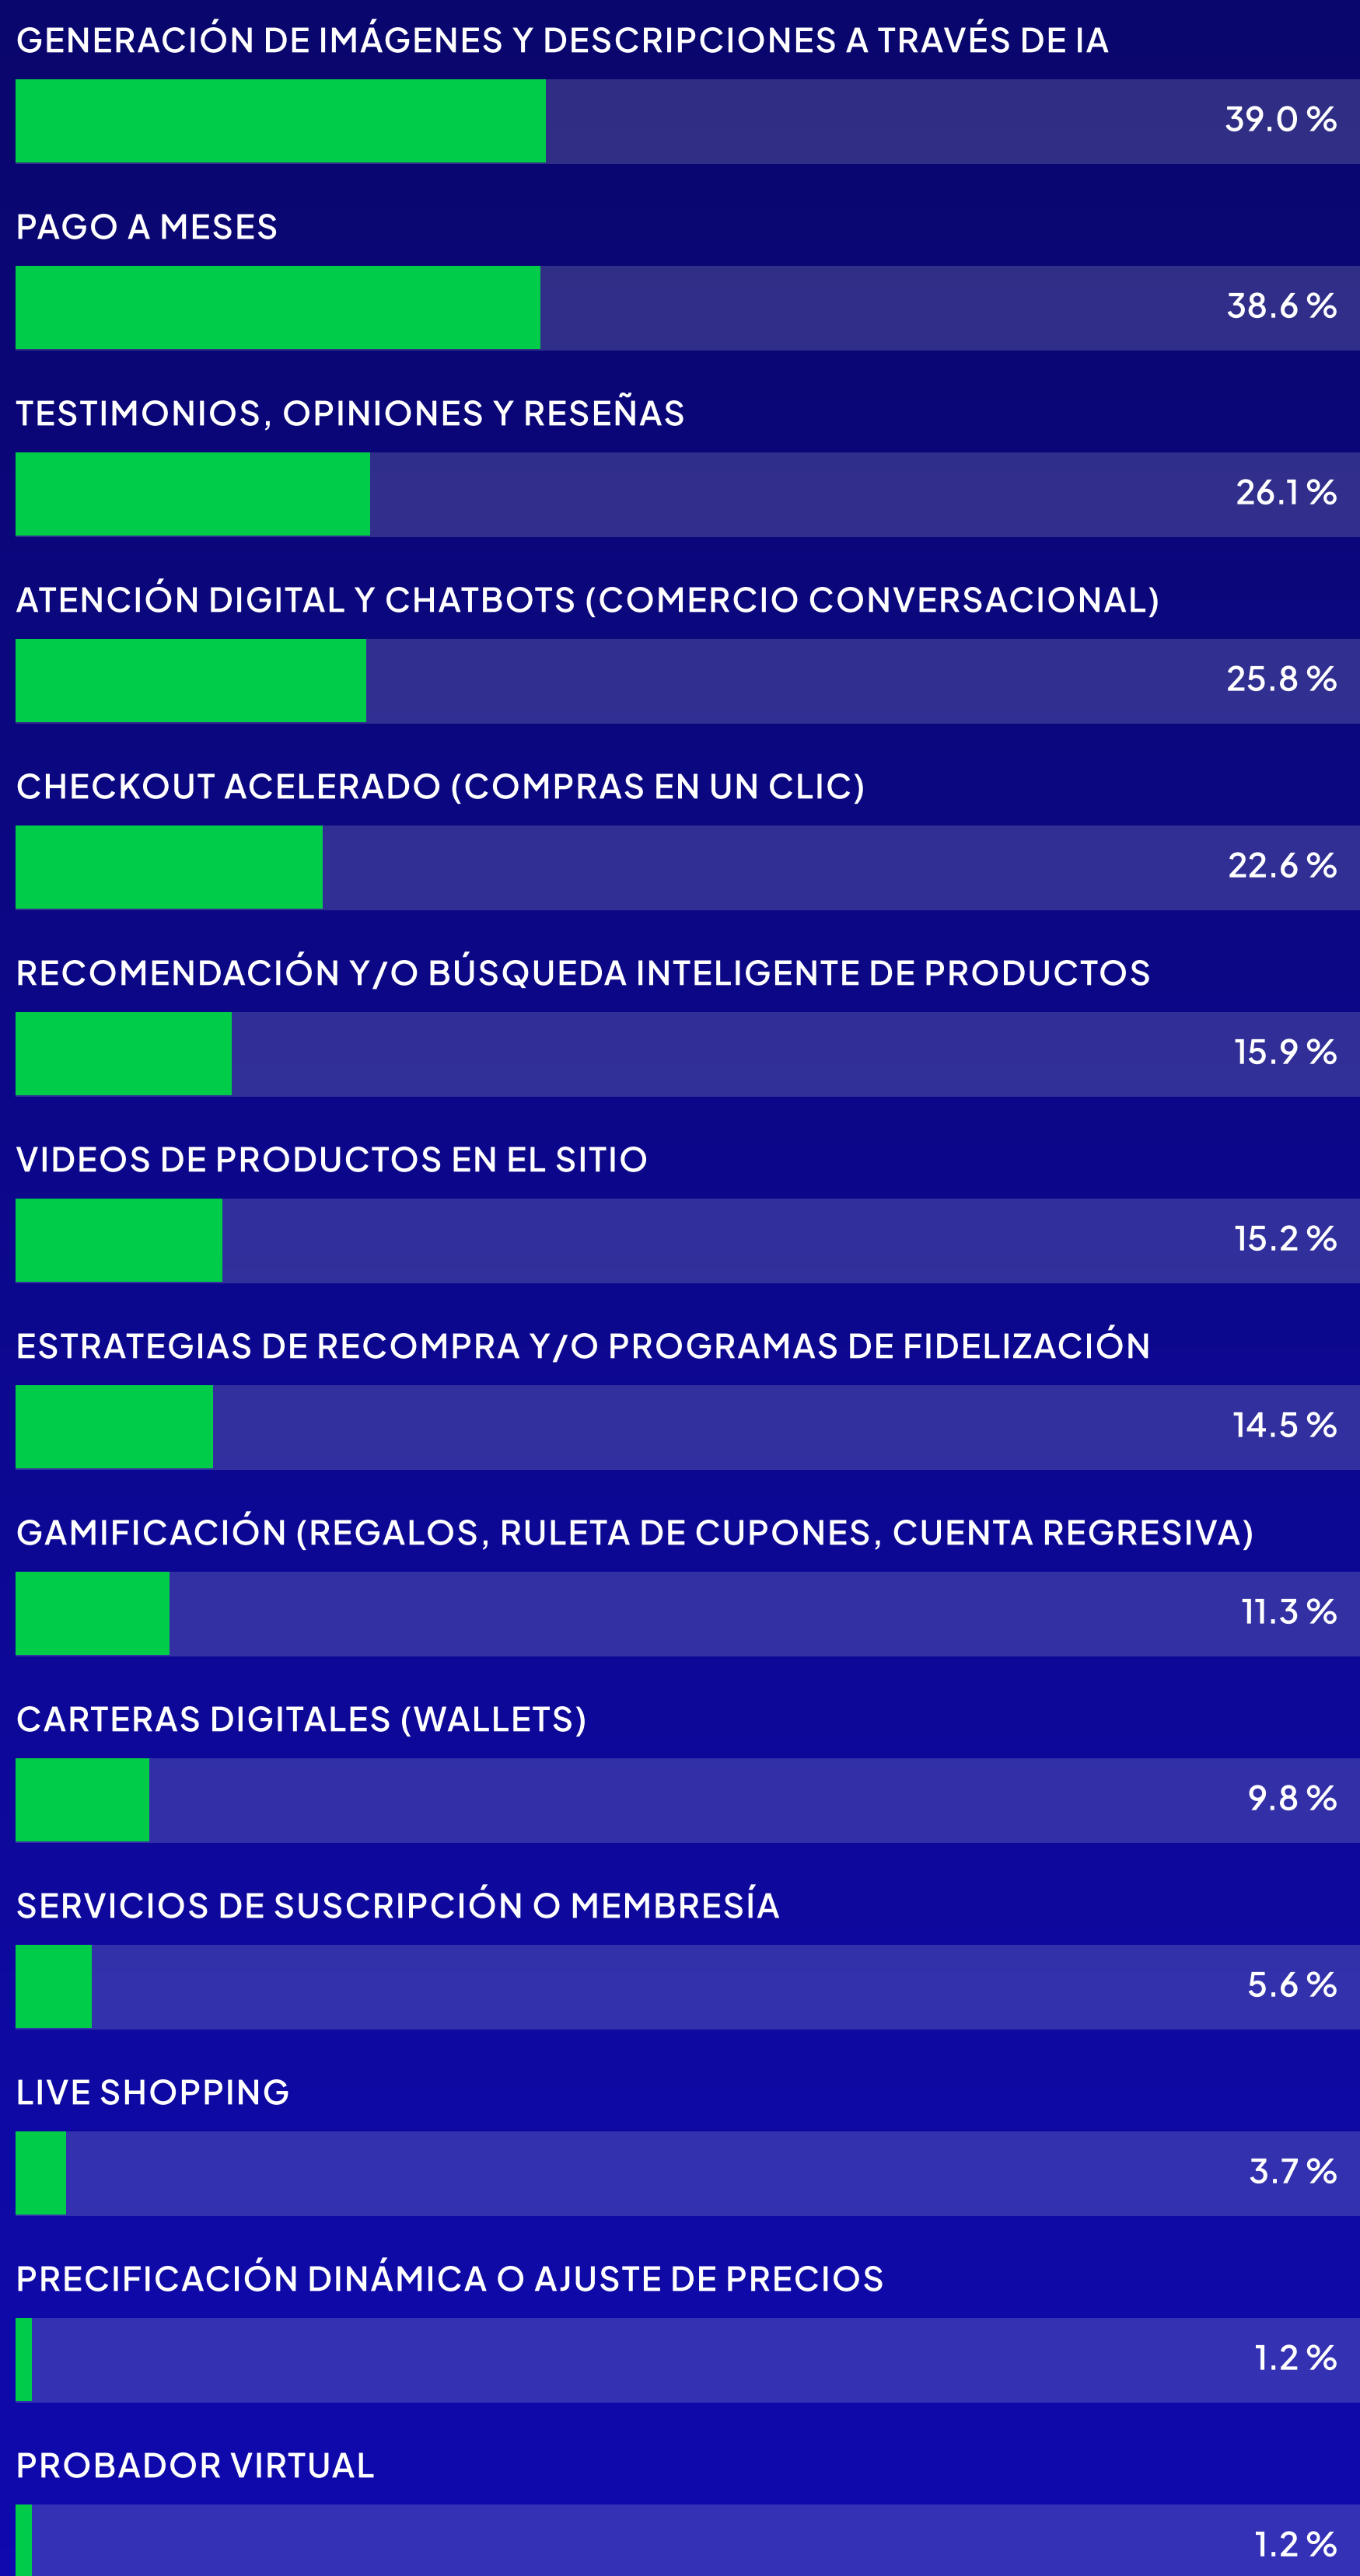 GENERACIÓN DE IMÁGENES Y DESCRIPCIONES A TRAVÉS DE IA
39.0 %
PAGO A MESES
38.6 %
TESTIMONIOS, OPINIONES Y RESEÑAS
26.1 %
ATENCIÓN DIGITAL Y CHATBOTS (COMERCIO CONVERSACIONAL)
25.8 %
CHECKOUT ACELERADO (COMPRAS EN UN CLIC)
22.6 %
RECOMENDACIÓN Y/O BÚSQUEDA INTELIGENTE DE PRODUCTOS
15.9 %
VIDEOS DE PRODUCTOS EN EL SITIO
15.2 %
ESTRATEGIAS DE RECOMPRA Y/O PROGRAMAS DE FIDELIZACIÓN
14.5 %
GAMIFICACIÓN (REGALOS, RULETA DE CUPONES, CUENTA REGRESIVA)
11.3 %
CARTERAS DIGITALES (WALLETS)
9.8 %
SERVICIOS DE SUSCRIPCIÓN O MEMBRESÍA
5.6 %
LIVE SHOPPING
3.7 %
PRECIFICACIÓN DINÁMICA O AJUSTE DE PRECIOS
1.2 %
PROBADOR VIRTUAL
1.2 %